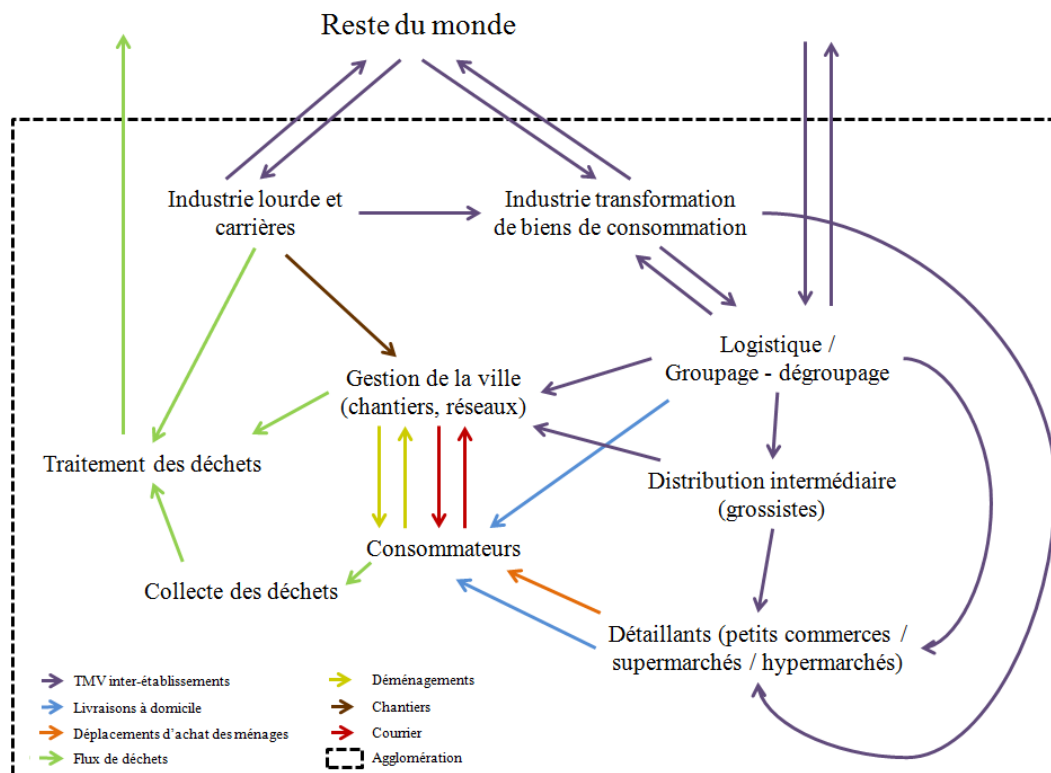 Reste du monde
Industrie lourde et
carrières
Industrie transformation
de biens de consommation
Logistique /
Groupage - dégroupage
Gestion de la ville
(chantiers, réseaux)
Traitement des déchets
Distribution intermédiaire
(grossistes)
Consommateurs
Collecte des déchets
Détaillants (petits commerces /
supermarchés / hypermarchés)
TMV inter-établissements
Livraisons à domicile
Déplacements d'achat des ménages
Flux de déchets
Déménagements
Chantiers
Courrier
Agglomération